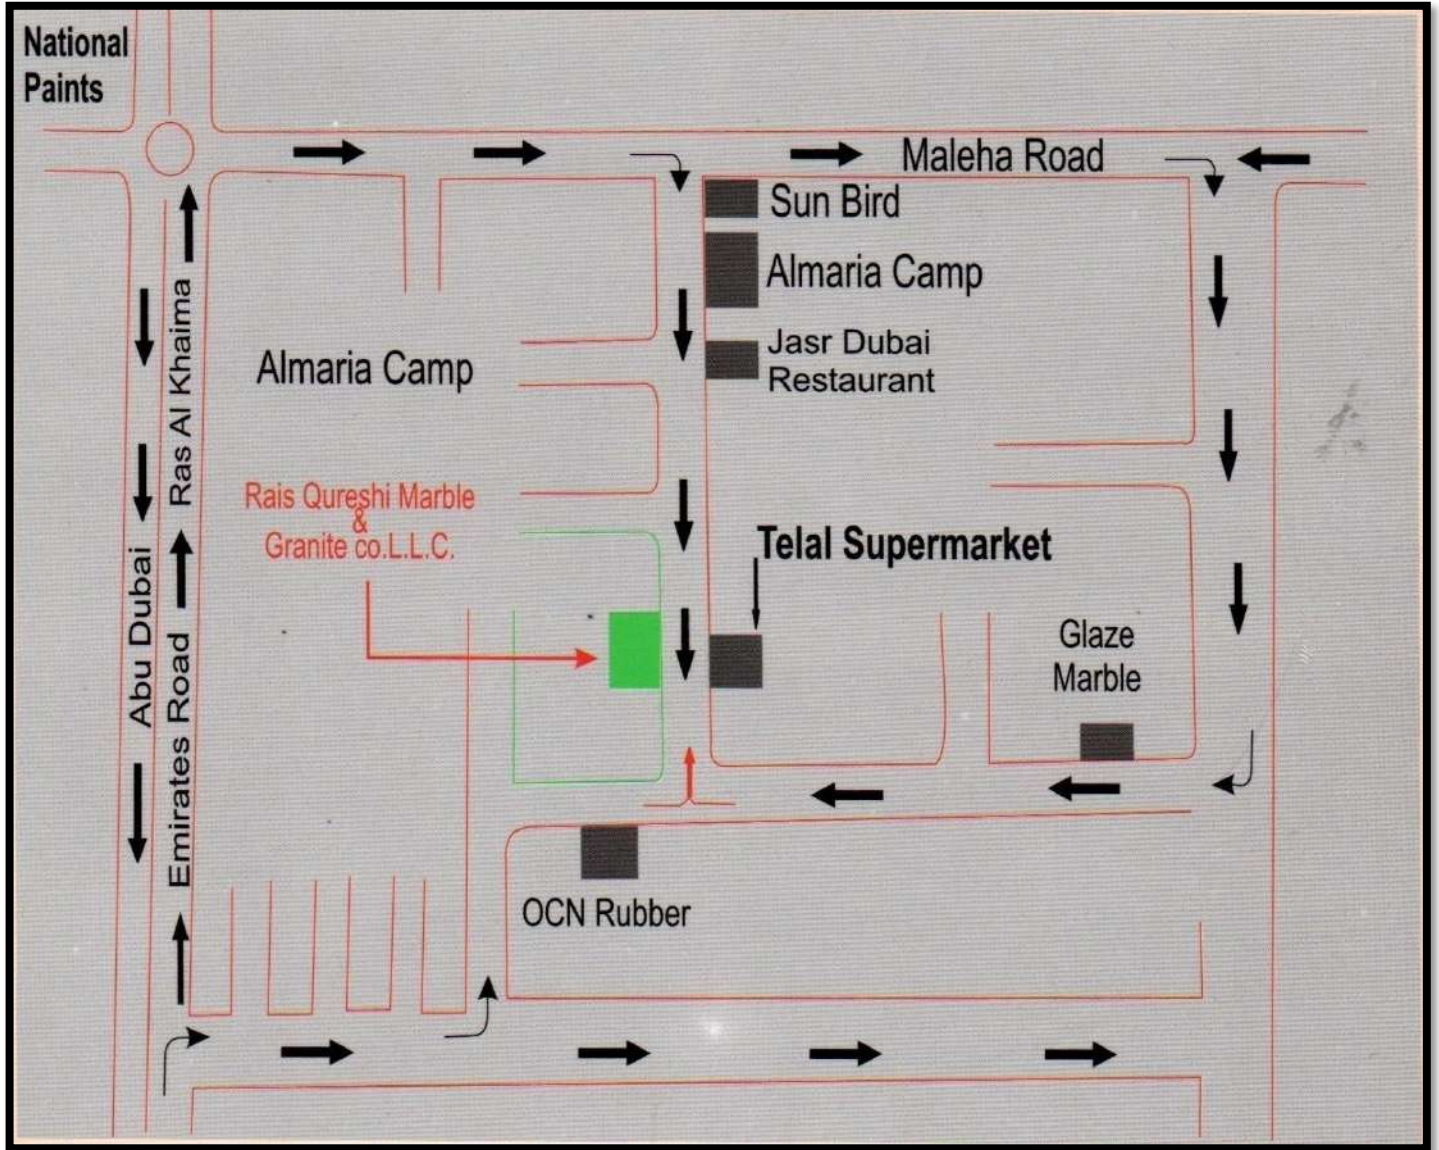 National
Paints
Maleha Road
Sun Bird
Almaria Camp
Jasr Dubai
Restaurant
Almaria Camp
Ras Al Khaima
Rais Qureshi Marble
&
Granite co.L.L.C.
Telal Supermarket
Abu Dubai
Emirates Road
Glaze
Marble
OCN Rubber